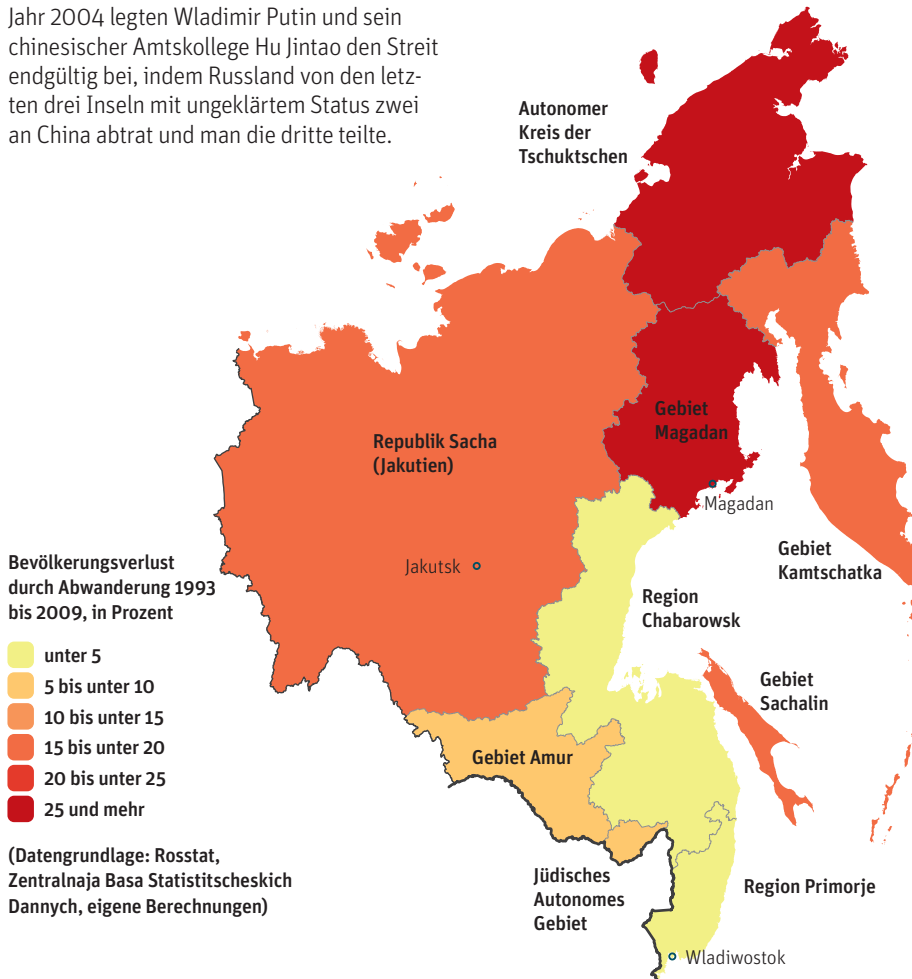 Jahr 2004 legten Wladimir Putin und sein
chinesischer Amtskollege Hu Jintao den Streit
endgültig bei, indem Russland von den letz-
ten drei Inseln mit ungeklärtem Status zwei
an China abtrat und man die dritte teilte.
Autonomer
Kreis der
Tschuktschen
Gebiet
Magadan
Republik Sacha
(Jakutien)
Magadan
Jakutsk
Gebiet
Kamtschatka
Region
Chabarowsk
Gebiet
Sachalin
Gebiet Amur
Jüdisches
Autonomes
Gebiet
Region Primorje
Wladiwostok
Bevölkerungsverlust
durch Abwanderung 1993
bis 2009, in Prozent
unter 5
5 bis unter 10
10 bis unter 15
15 bis unter 20
20 bis unter 25
25 und mehr
(Datengrundlage: Rosstat,
Zentralnaja Basa Statistitscheskich
Dannych, eigene Berechnungen)